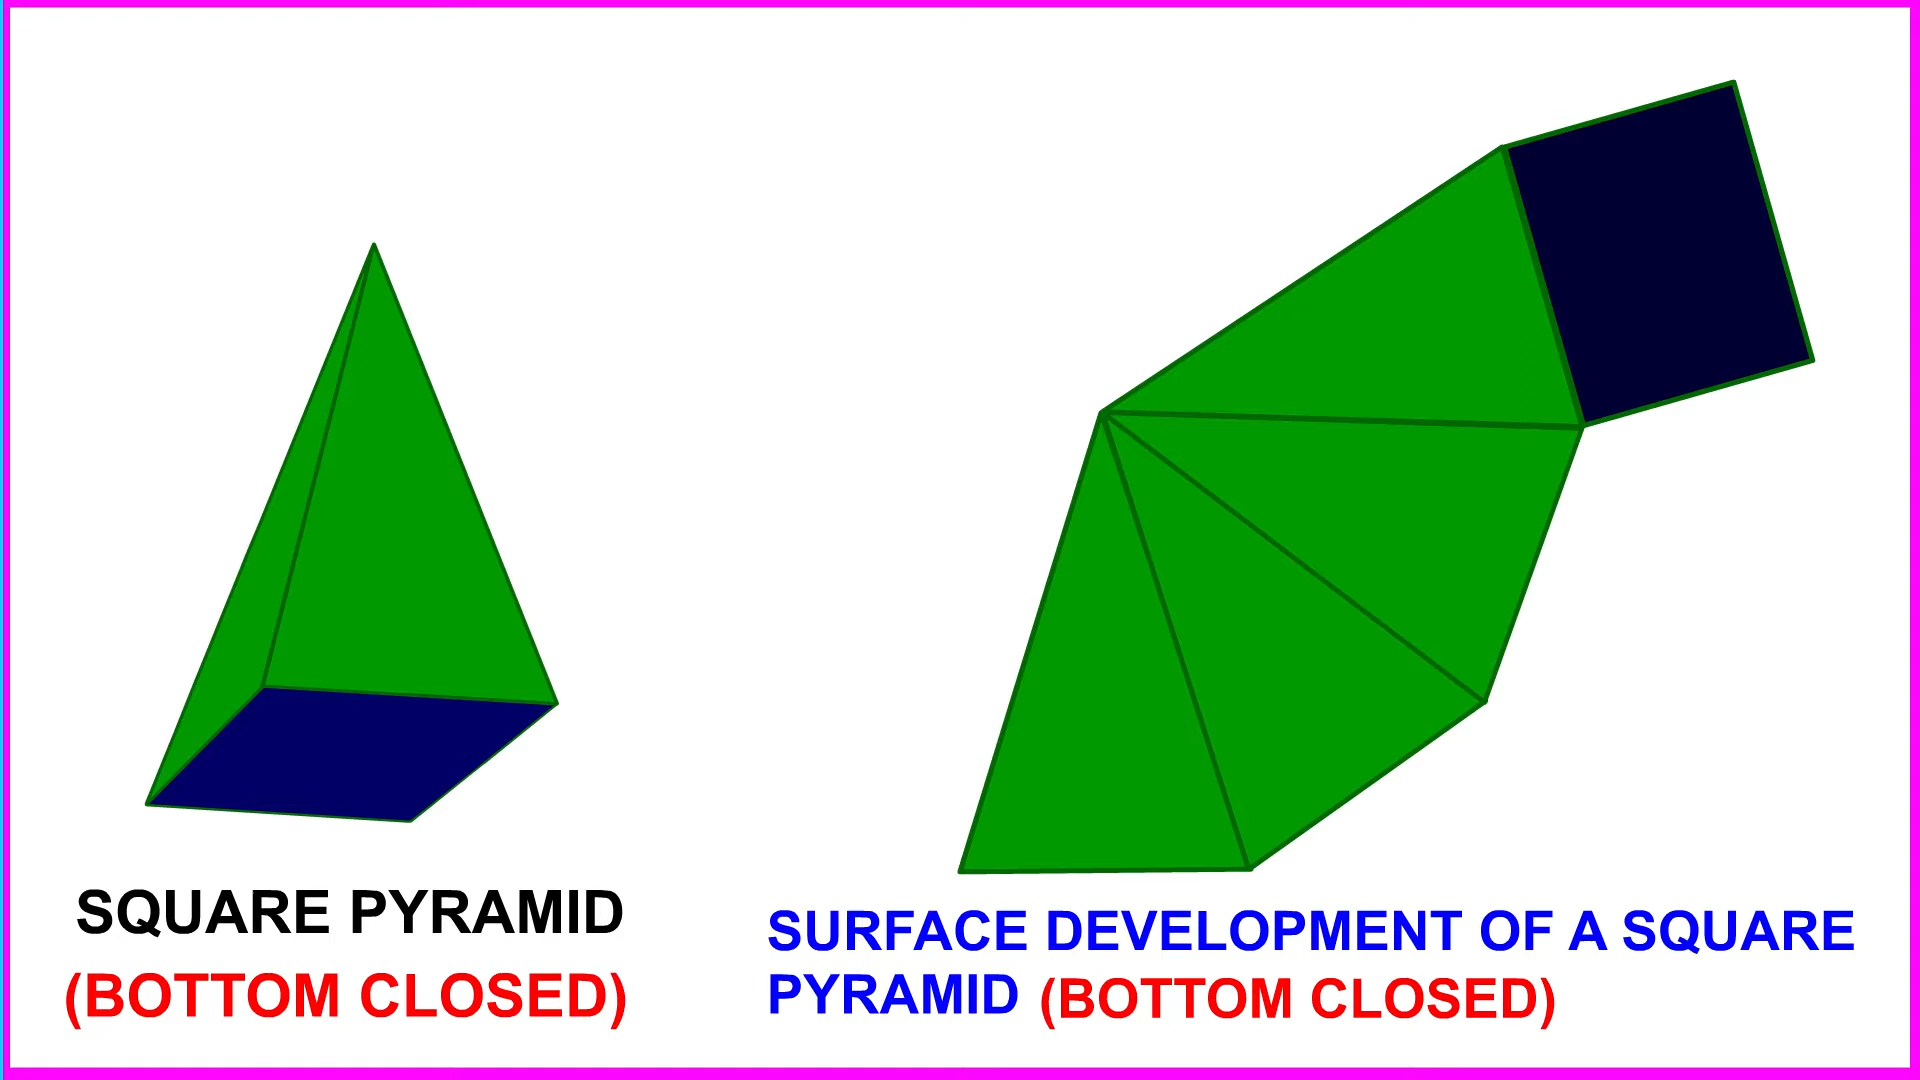 SQUARE PYRAMID
(BOTTOM CLOSED)
SURFACE DEVELOPMENT OF A SQUARE
PYRAMID (BOTTOM CLOSED)